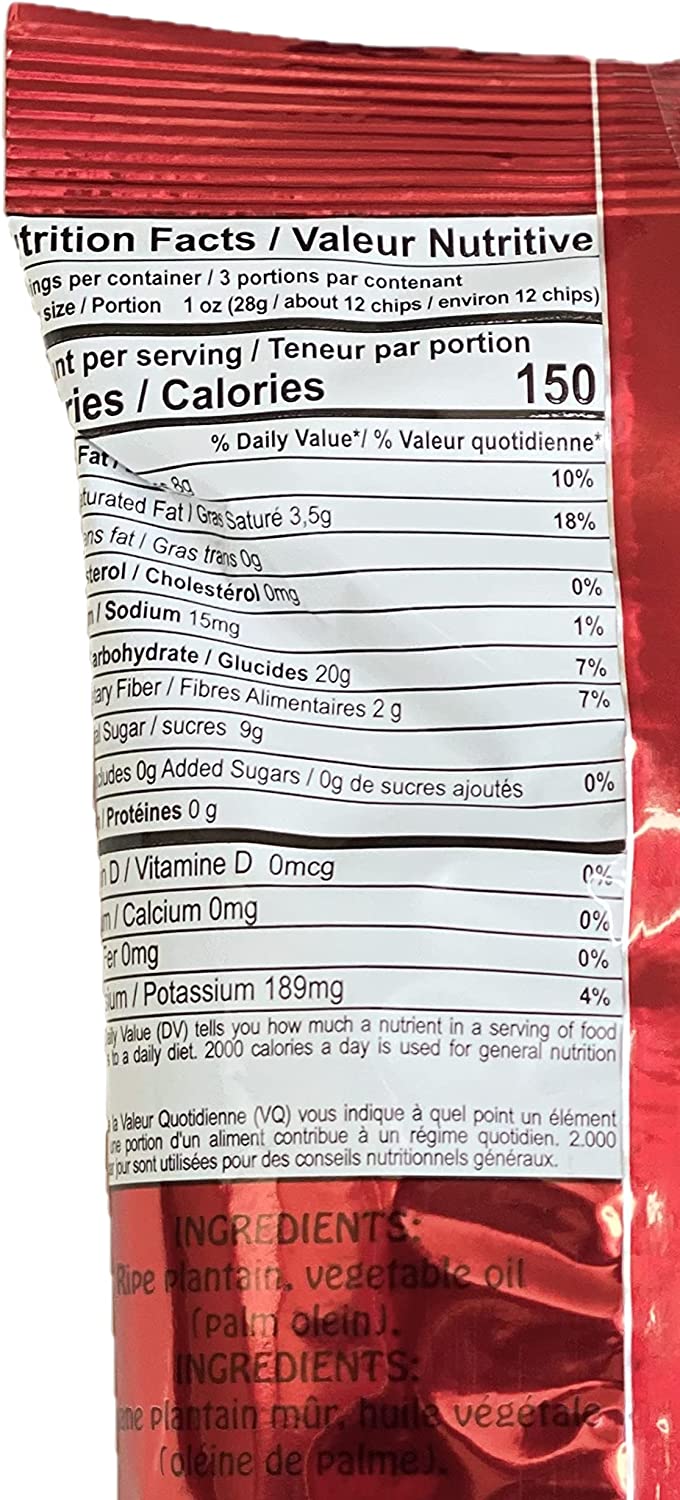 trition Facts / Valeur Nutritive
ings per container / 3 portions par contenant
size / Portion 1 oz (28g / about 12 chips / environ 12 chips)
nt per serving / Teneur par portion
ries / Calories 150
% Daily Value*/ % Valeur quotidienne*
Fat / 8g 10%
turated Fat / Gras Saturé 3,5g 18%
ans fat / Gras trans 0g
sterol / Cholestérol 0mg 0%
m / Sodium 15mg 1%
arbohydrate / Glucides 20g 7%
ary Fiber / Fibres Alimentaires 2 g 7%
al Sugar / sucres 9g
cludes 0g Added Sugars / 0g de sucres ajoutés 0%
/ Protéines 0 g
n D / Vitamine D 0mcg 0%
m / Calcium 0mg 0%
Fer 0mg 0%
sium / Potassium 189mg 4%
aily Value (DV) tells you how much a nutrient in a serving of food
s to a daily diet. 2000 calories a day is used for general nutrition
la Valeur Quotidienne (VQ) vous indique à quel point un élément
une portion d'un aliment contribue à un régime quotidien. 2.000
par jour sont utilisées pour des conseils nutritionnels généraux.
INGREDIENTS:
Ripe plantain, vegetable oil
(palm olein).
INGREDIENTS:
ane plantain mûr, huile végétale
(oléine de palme).